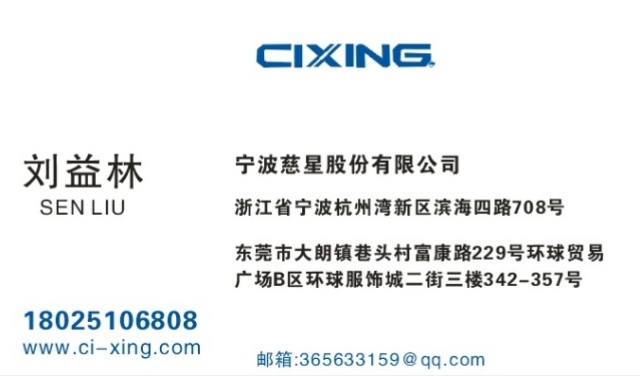 CIXING
刘益林
SEN LIU
宁波慈星股份有限公司
浙江省宁波杭州湾新区滨海四路708号
东莞市大朗镇巷头村富康路229号环球贸易
广场B区环球服饰城二街三楼342-357号
18025106808
www.ci-xing.com
邮箱:365633159@qq.com